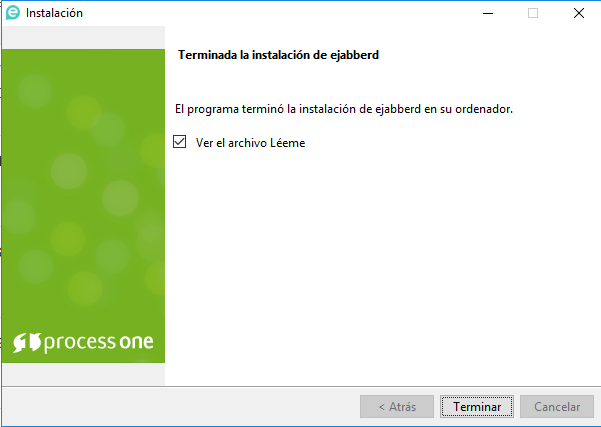 Instalación
Terminada la instalación de ejabberd
El programa terminó la instalación de ejabberd en su ordenador.
Ver el archivo Léeme
process one
< Atrás
Terminar
Cancelar